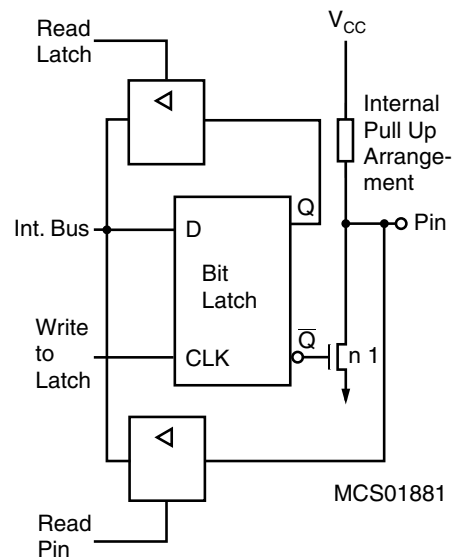 Read
Latch
V_CC
Internal
Pull Up
Arrange-
ment
Q
Int. Bus
D
Pin
Bit
Latch
Write
to
Latch
CLK
Q̅
n 1
MCS01881
Read
Pin